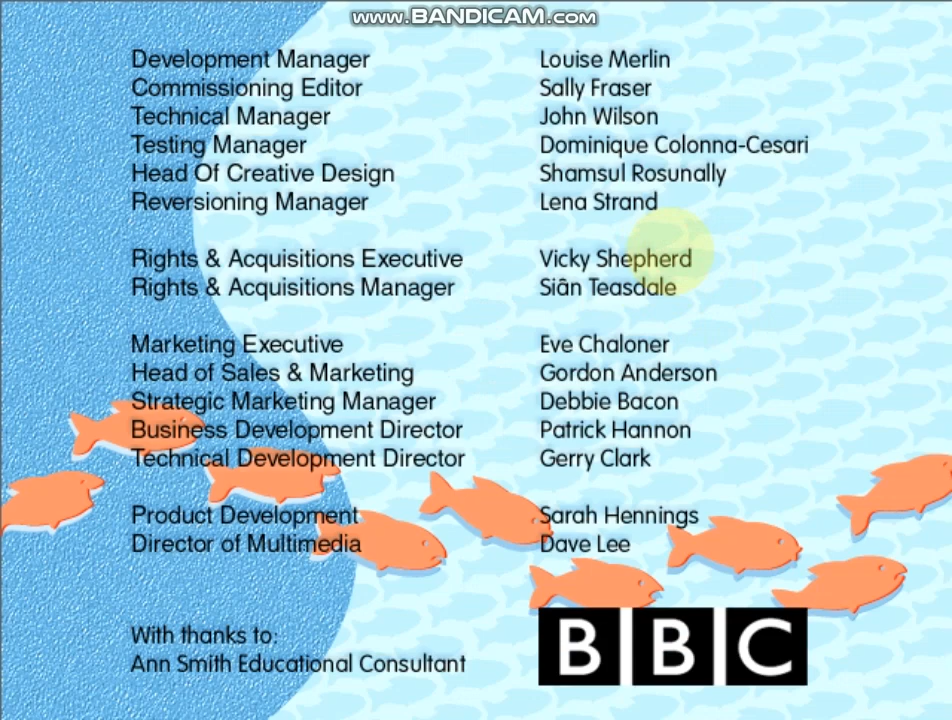 www.BANDICAM.com
Development Manager Louise Merlin
Commissioning Editor Sally Fraser
Technical Manager John Wilson
Testing Manager Dominique Colonna-Cesari
Head Of Creative Design Shamsul Rosunally
Reversioning Manager Lena Strand
Rights & Acquisitions Executive Vicky Shepherd
Rights & Acquisitions Manager Siân Teasdale
Marketing Executive Eve Chaloner
Head of Sales & Marketing Gordon Anderson
Strategic Marketing Manager Debbie Bacon
Business Development Director Patrick Hannon
Technical Development Director Gerry Clark
Product Development Sarah Hennings
Director of Multimedia Dave Lee
With thanks to:
Ann Smith Educational Consultant
BBC